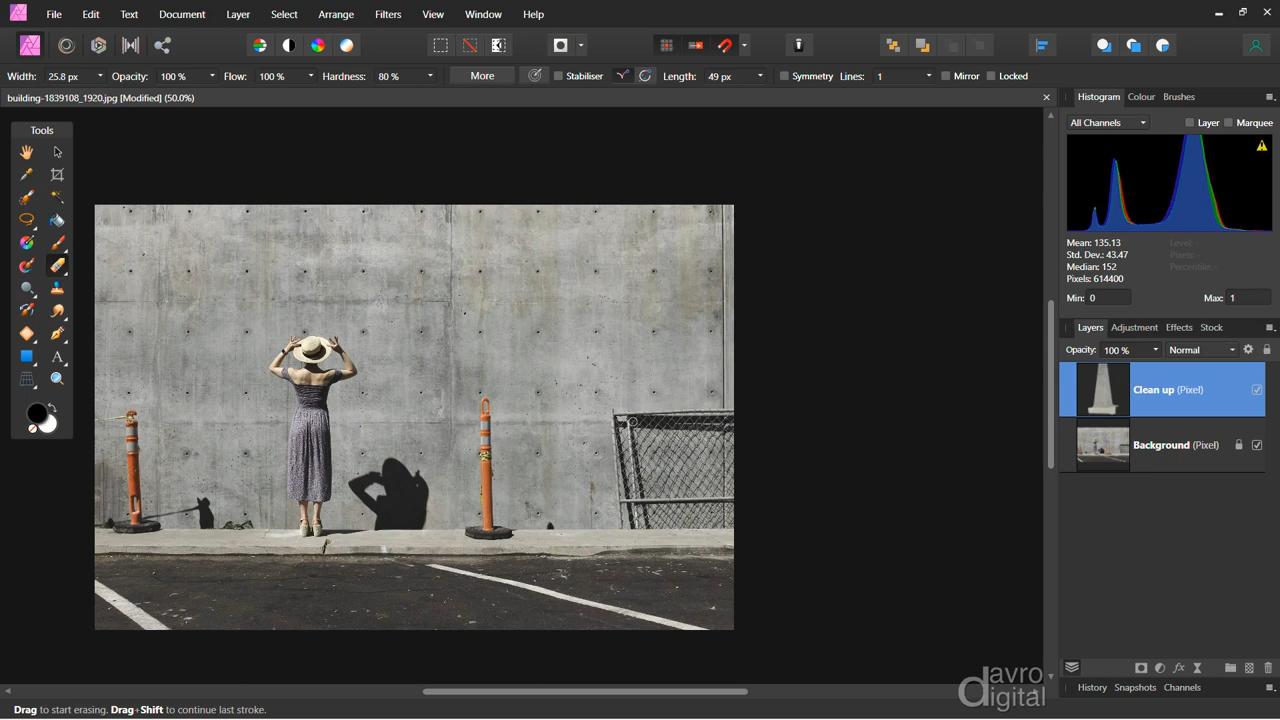 File Edit Text Document Layer Select Arrange Filters View Window Help
Width: 25.8 px Opacity: 100 % Flow: 100 % Hardness: 80 % More Stabiliser Length: 49 px Symmetry Lines: 1 Mirror Locked
building-1839108_1920.jpg [Modified] (50.0%)
Tools
Histogram Colour Brushes
All Channels Layer Marquee
Mean: 135.13 Level: -
Std. Dev.: 43.47 Pixels: -
Median: 152 Percentile: -
Pixels: 614400
Min: 0 Max: 1
Layers Adjustment Effects Stock
Opacity: 100 % Normal
Clean up (Pixel)
Background (Pixel)
davro
digital
History Snapshots Channels
Drag to start erasing. Drag+Shift to continue last stroke.